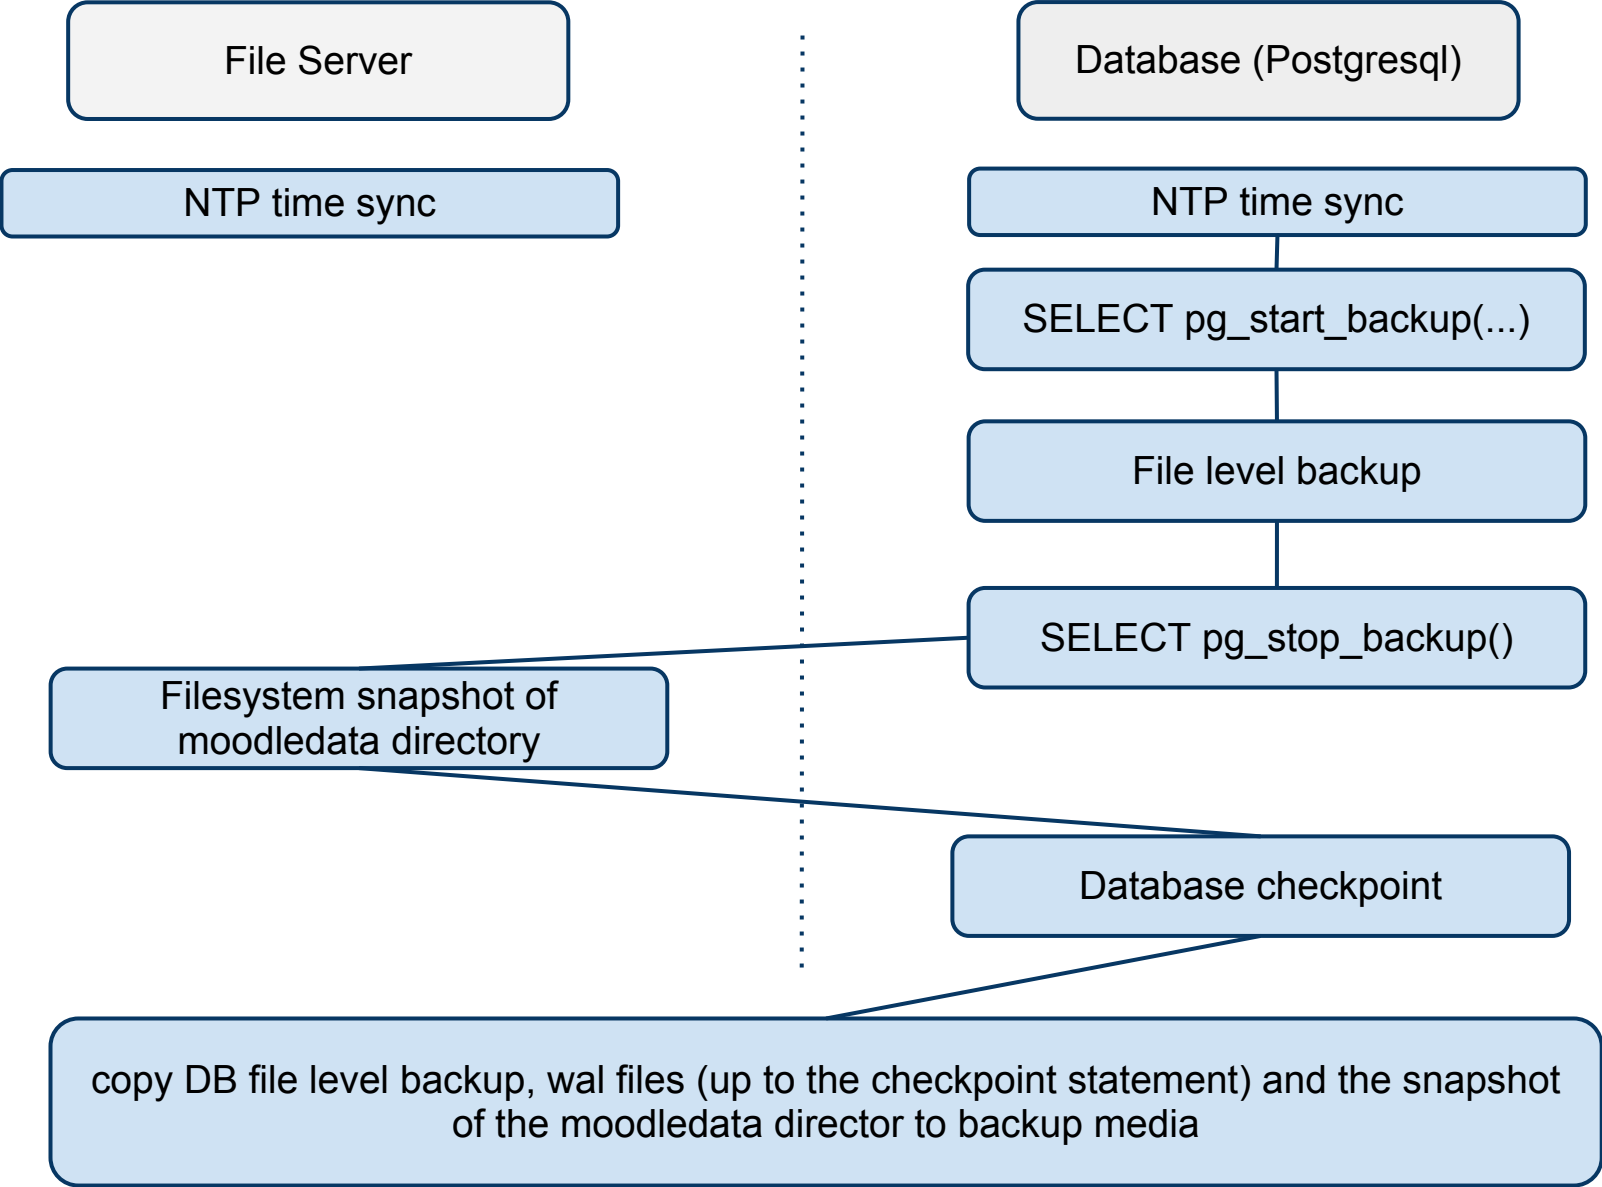 File Server
Database (Postgresql)
NTP time sync
NTP time sync
SELECT pg_start_backup(...)
File level backup
SELECT pg_stop_backup()
Filesystem snapshot of
moodledata directory
Database checkpoint
copy DB file level backup, wal files (up to the checkpoint statement) and the snapshot
of the moodledata director to backup media